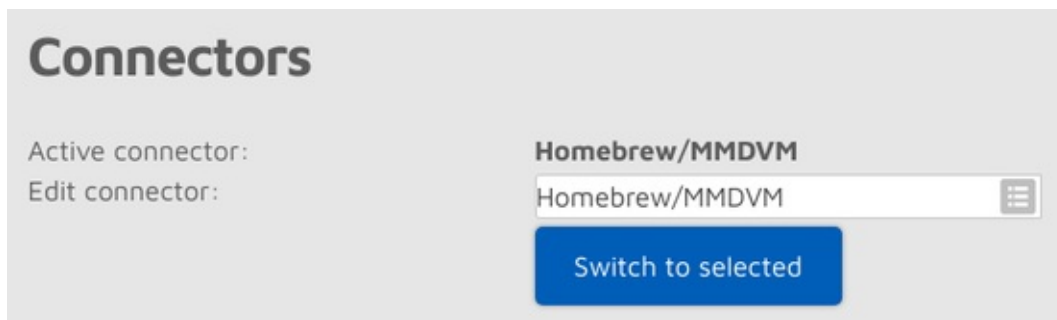 Connectors
Active connector: Homebrew/MMDVM
Edit connector: Homebrew/MMDVM
Switch to selected